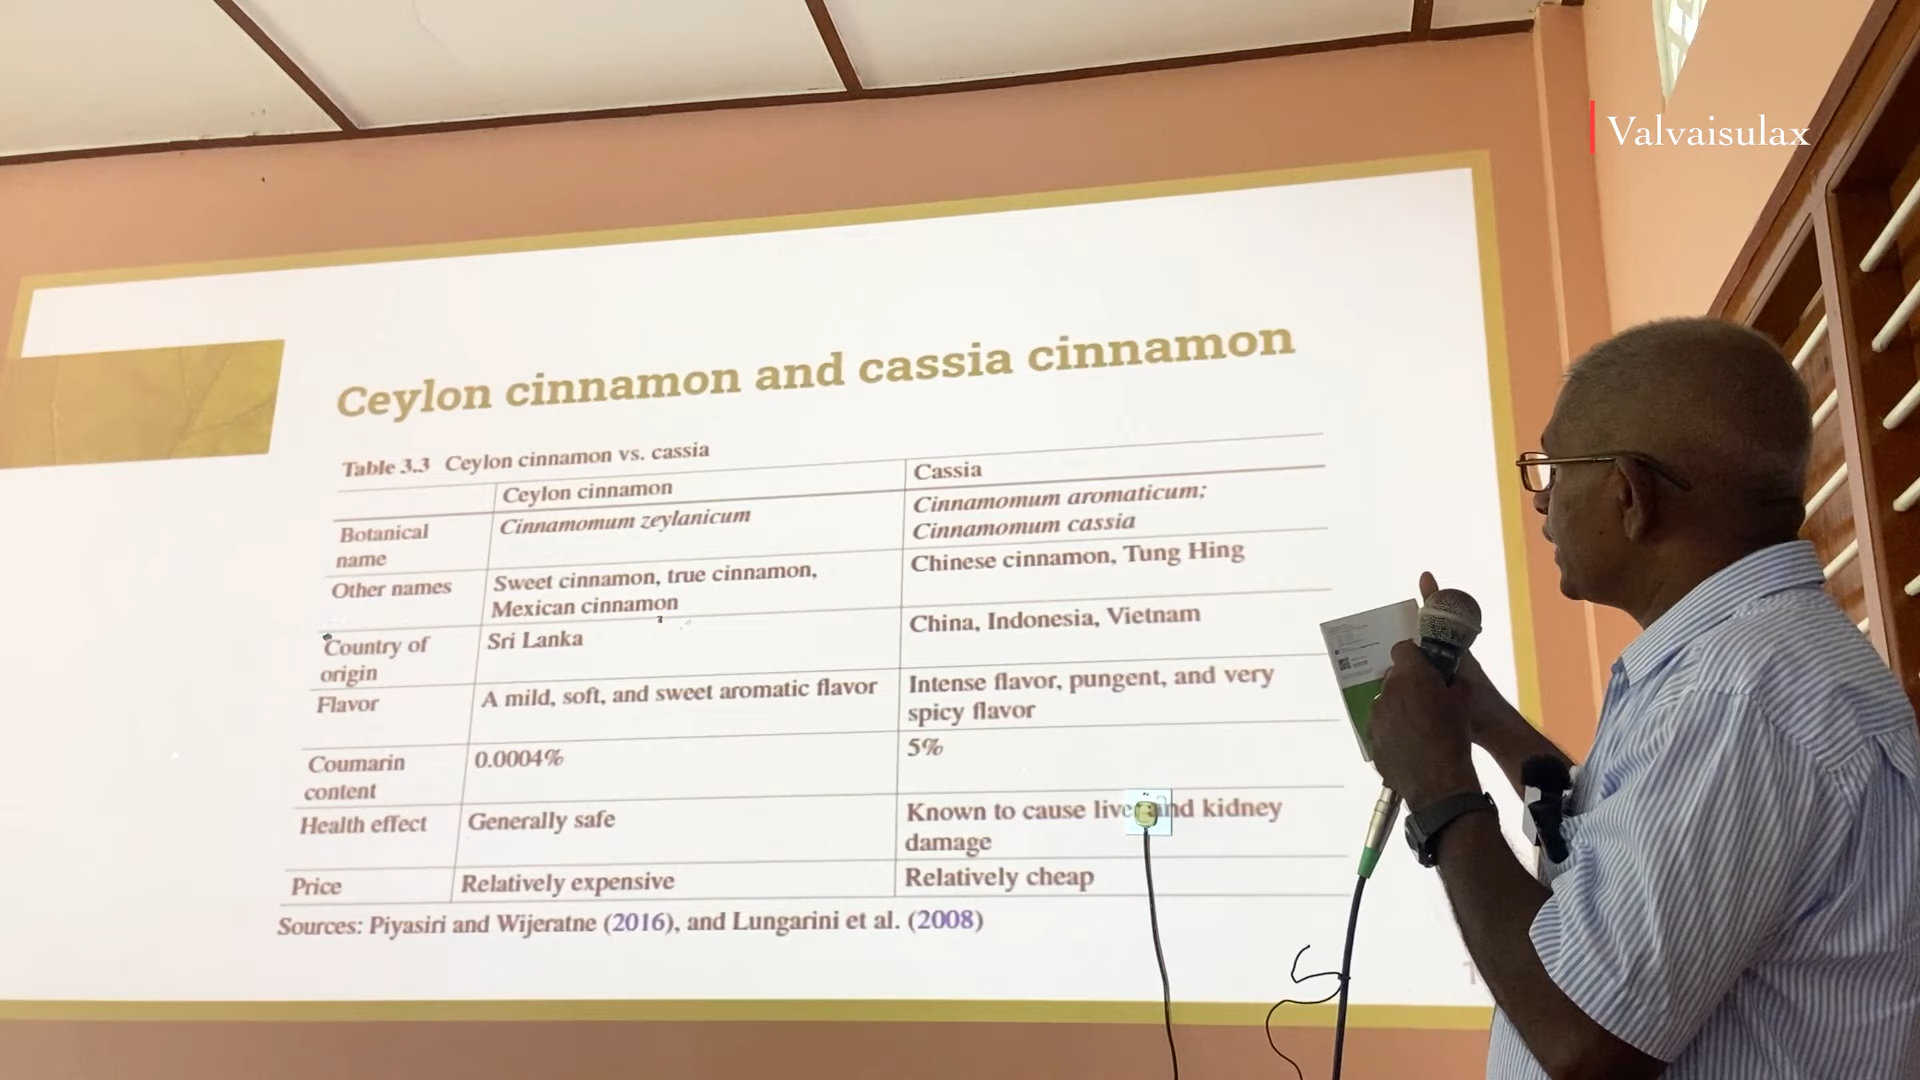 Valvaisulax
Ceylon cinnamon and cassia cinnamon
Table 3.3 Ceylon cinnamon vs. cassia
Ceylon cinnamon
Cassia
Botanical
name
Cinnamomum zeylanicum
Cinnamomum aromaticum;
Cinnamomum cassia
Other names
Sweet cinnamon, true cinnamon,
Mexican cinnamon
Chinese cinnamon, Tung Hing
Country of
origin
Sri Lanka
China, Indonesia, Vietnam
Flavor
A mild, soft, and sweet aromatic flavor
Intense flavor, pungent, and very
spicy flavor
Coumarin
content
0.0004%
5%
Health effect
Generally safe
Known to cause liver and kidney
damage
Price
Relatively expensive
Relatively cheap
Sources: Piyasiri and Wijeratne (2016), and Lungarini et al. (2008)